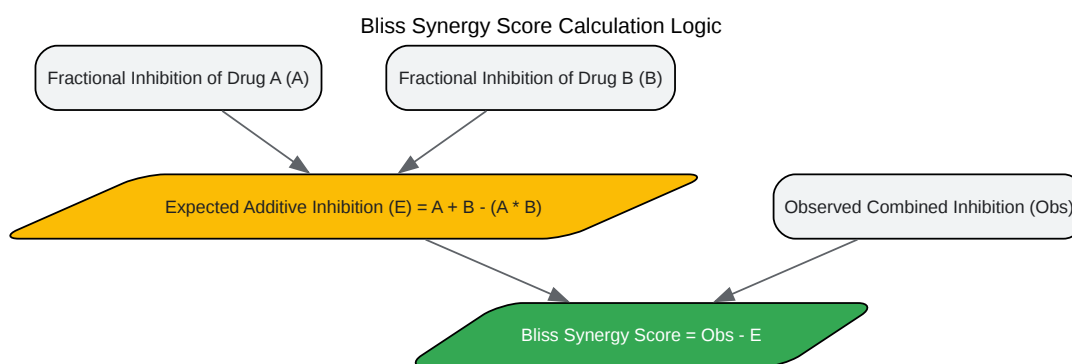 Bliss Synergy Score Calculation Logic
Fractional Inhibition of Drug A (A)
Fractional Inhibition of Drug B (B)
Expected Additive Inhibition (E) = A + B - (A * B)
Observed Combined Inhibition (Obs)
Bliss Synergy Score = Obs - E